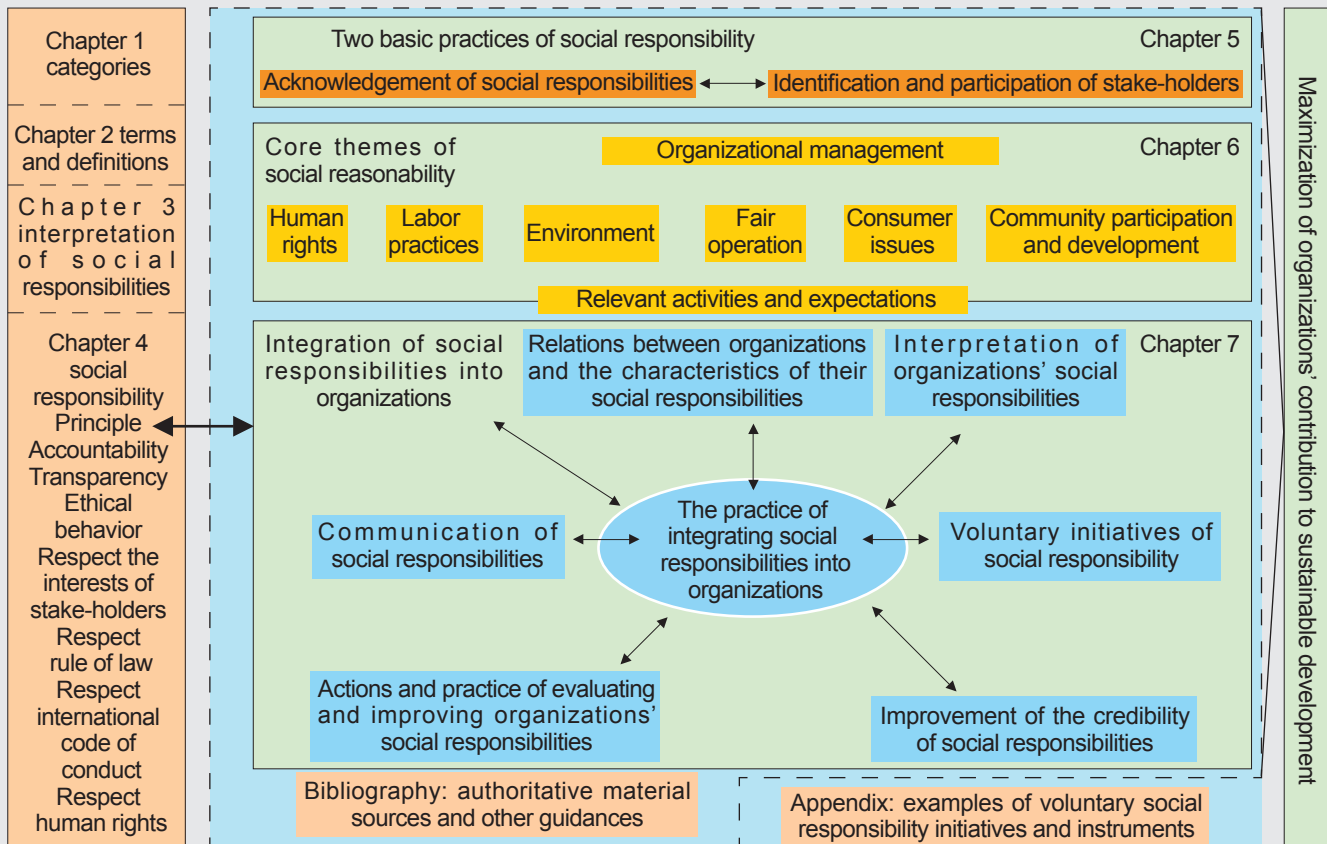 Chapter 1
categories
Chapter 2 terms
and definitions
Chapter 3
interpretation
of social
responsibilities
Chapter 4
social
responsibility
Principle
Accountability
Transparency
Ethical
behavior
Respect the
interests of
stake-holders
Respect
rule of law
Respect
international
code of
conduct
Respect
human rights
Two basic practices of social responsibility
Chapter 5
Acknowledgement of social responsibilities
Identification and participation of stake-holders
Core themes of
social reasonability
Organizational management
Chapter 6
Human
rights
Labor
practices
Environment
Fair
operation
Consumer
issues
Community participation
and development
Relevant activities and expectations
Integration of social
responsibilities into
organizations
Relations between organizations
and the characteristics of their
social responsibilities
Interpretation of
organizations' social
responsibilities
Chapter 7
Communication of
social responsibilities
The practice of
integrating social
responsibilities into
organizations
Voluntary initiatives of
social responsibility
Actions and practice of evaluating
and improving organizations'
social responsibilities
Improvement of the credibility
of social responsibilities
Bibliography: authoritative material
sources and other guidances
Appendix: examples of voluntary social
responsibility initiatives and instruments
Maximization of organizations' contribution to sustainable development